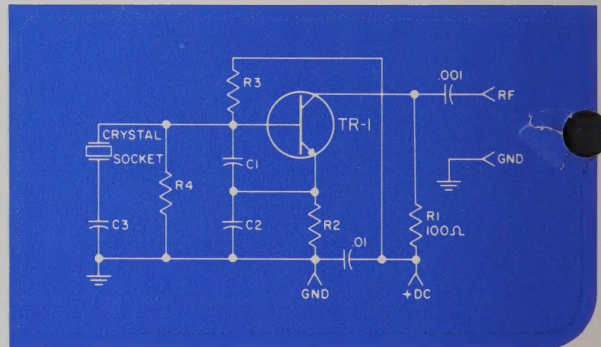 .001
RF
R3
TR-1
CRYSTAL
SOCKET
C1
GND
R4
C3
C2
R2
R1
100Ω
.01
GND
+DC